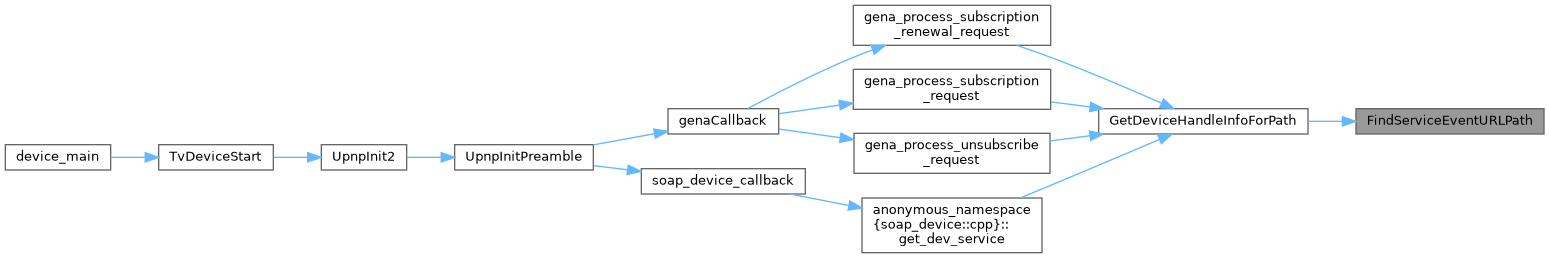 gena_process_subscription
_renewal_request
gena_process_subscription
_request
genaCallback
GetDeviceHandleInfoForPath
FindServiceEventURLPath
gena_process_unsubscribe
_request
device_main
TvDeviceStart
UpnpInit2
UpnpInitPreamble
soap_device_callback
anonymous_namespace
{soap_device::cpp}::
get_dev_service